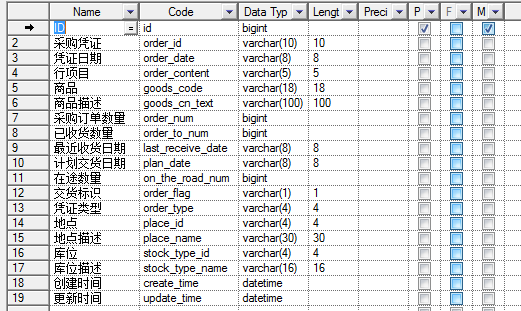 Name Code Data Typ Lengt Preci P F M
ID = id bigint
2 采购凭证 order_id varchar(10) 10
3 凭证日期 order_date varchar(8) 8
4 行项目 order_content varchar(5) 5
5 商品 goods_code varchar(18) 18
6 商品描述 goods_cn_text varchar(100) 100
7 采购订单数量 order_num bigint
8 已收货数量 order_to_num bigint
9 最近收货日期 last_receive_date varchar(8) 8
10 计划交货日期 plan_date varchar(8) 8
11 在途数量 on_the_road_num bigint
12 交货标识 order_flag varchar(1) 1
13 凭证类型 order_type varchar(4) 4
14 地点 place_id varchar(4) 4
15 地点描述 place_name varchar(30) 30
16 库位 stock_type_id varchar(4) 4
17 库位描述 stock_type_name varchar(16) 16
18 创建时间 create_time datetime
19 更新时间 update_time datetime